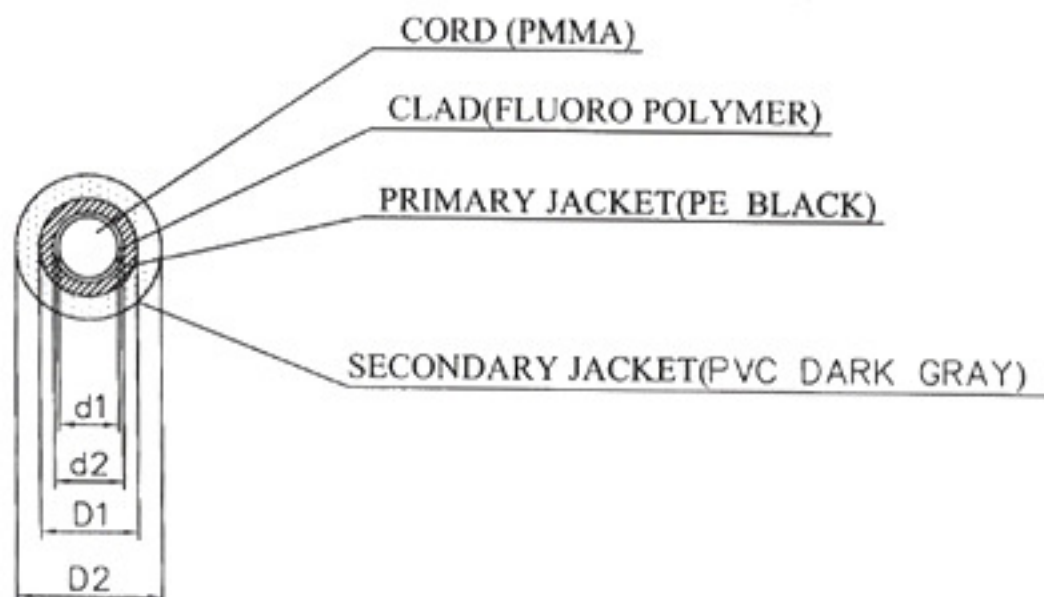 CORD (PMMA)
CLAD(FLUORO POLYMER)
PRIMARY JACKET(PE BLACK)
SECONDARY JACKET(PVC DARK GRAY)
d1
d2
D1
D2